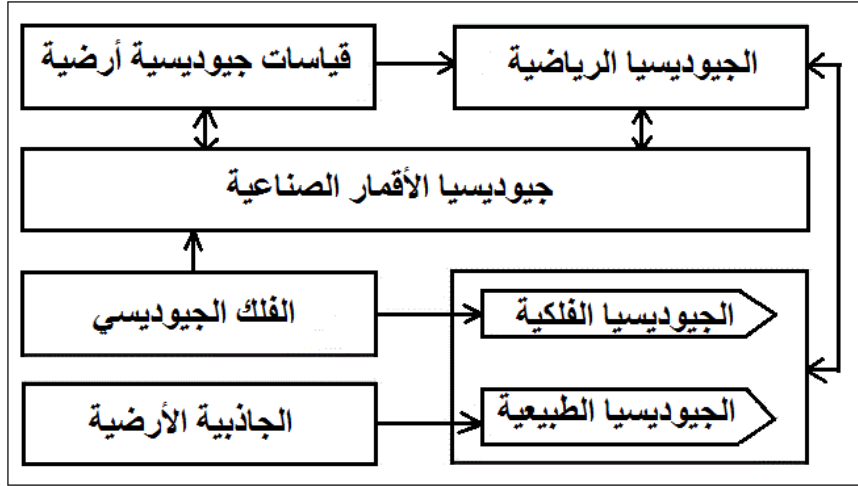 قياسات جيوديسية أرضية
الجيوديسيا الرياضية
جيوديسيا الأقمار الصناعية
الفلك الجيوديسي
الجيوديسيا الفلكية
الجاذبية الأرضية
الجيوديسيا الطبيعية